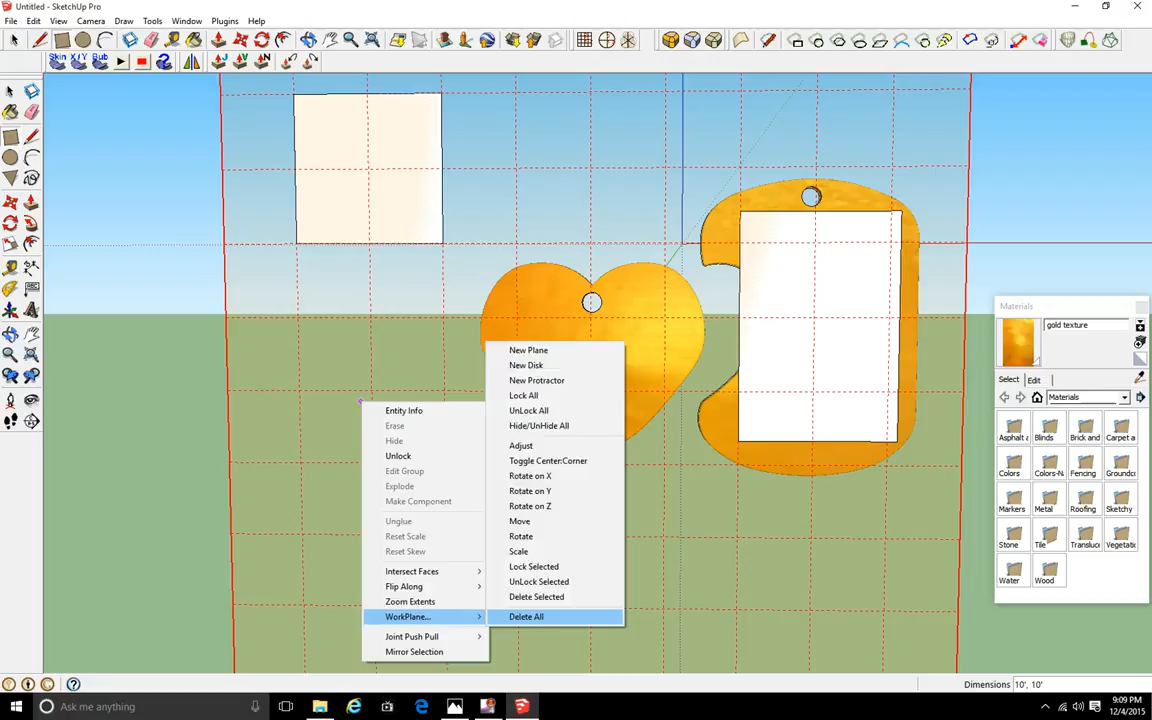 Untitled - SketchUp Pro
File Edit View Camera Draw Tools Window Plugins Help
Skin X/Y Bub
New Plane
New Disk
New Protractor
Lock All
UnLock All
Hide/UnHide All
Adjust
Toggle Center:Corner
Rotate on X
Rotate on Y
Rotate on Z
Move
Rotate
Scale
Lock Selected
UnLock Selected
Delete Selected
Delete All
Entity Info
Erase
Hide
Unlock
Edit Group
Explode
Make Component
Unglue
Reset Scale
Reset Skew
Intersect Faces
Flip Along
Zoom Extents
WorkPlane...
Joint Push Pull
Mirror Selection
Materials
gold texture
Select Edit
Materials
Asphalt a Blinds Brick and Carpet a
Colors Colors-N Fencing Groundc
Markers Metal Roofing Sketchy
Stone Tile Transluc Vegetati
Water Wood
Dimensions 10', 10'
Ask me anything
9:09 PM
12/4/2015